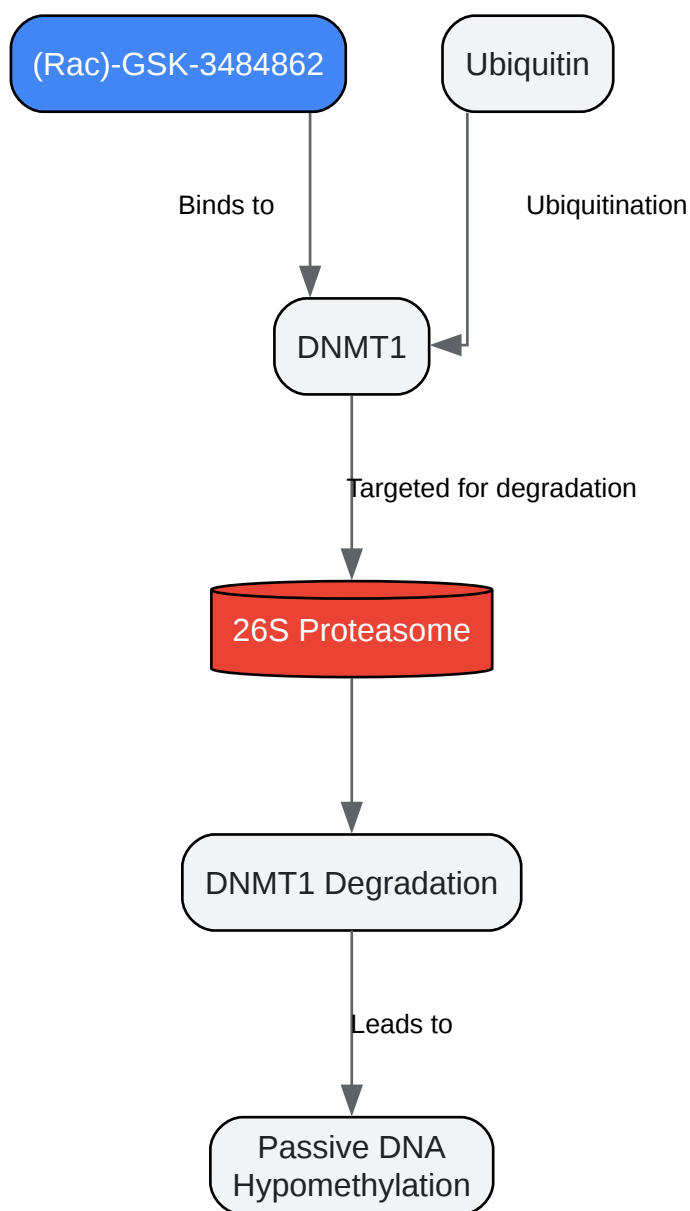 (Rac)-GSK-3484862
Ubiquitin
Binds to
Ubiquitination
DNMT1
Targeted for degradation
26S Proteasome
DNMT1 Degradation
Leads to
Passive DNA
Hypomethylation